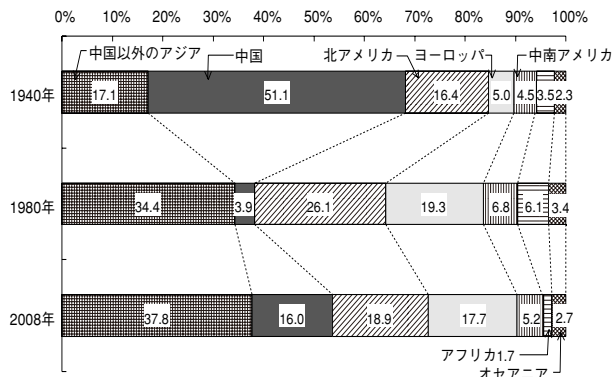 0% 10% 20% 30% 40% 50% 60% 70% 80% 90% 100%
中国以外のアジア 中国 北アメリカ ヨーロッパ 中南アメリカ
1940年 17.1 51.1 16.4 5.0 4.5 3.5 2.3
1980年 34.4 3.9 26.1 19.3 6.8 6.1 3.4
2008年 37.8 16.0 18.9 17.7 5.2 2.7
アフリカ1.7
オセアニア